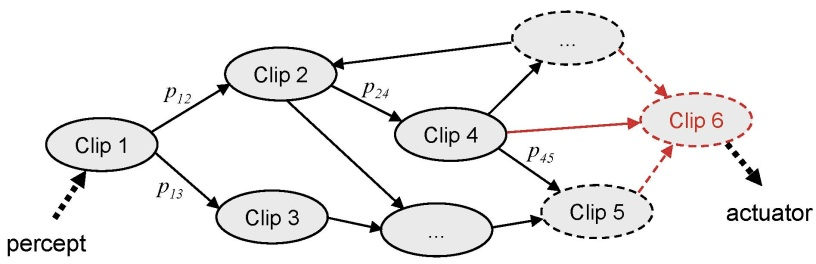 ...
Clip 2
p24
Clip 6
p12
Clip 4
Clip 1
p45
p13
Clip 3
Clip 5
...
actuator
percept